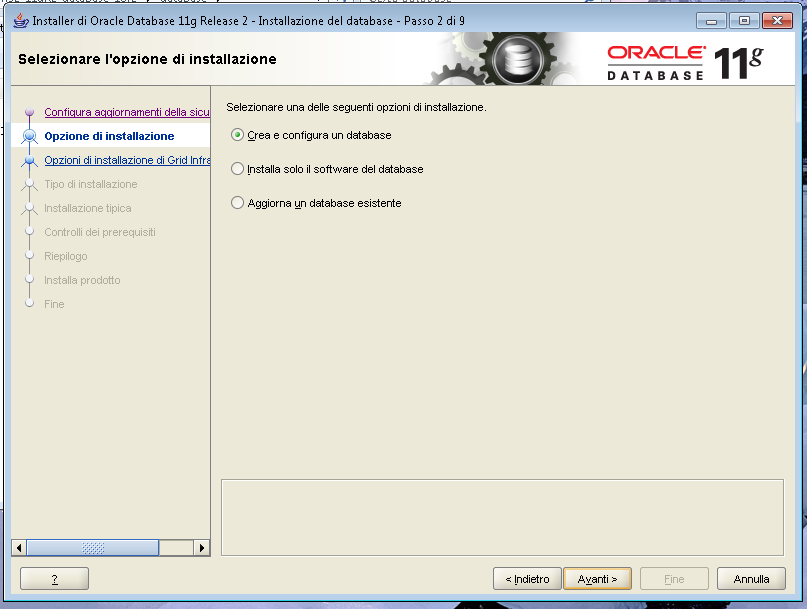 Installer di Oracle Database 11g Release 2 - Installazione del database - Passo 2 di 9
Selezionare l'opzione di installazione
ORACLE
DATABASE
11g
Configura aggiornamenti della sicu
Opzione di installazione
Opzioni di installazione di Grid Infra
Tipo di installazione
Installazione tipica
Controlli dei prerequisiti
Riepilogo
Installa prodotto
Fine
Selezionare una delle seguenti opzioni di installazione.
Crea e configura un database
Installa solo il software del database
Aggiorna un database esistente
?
< Indietro
Avanti >
Fine
Annulla